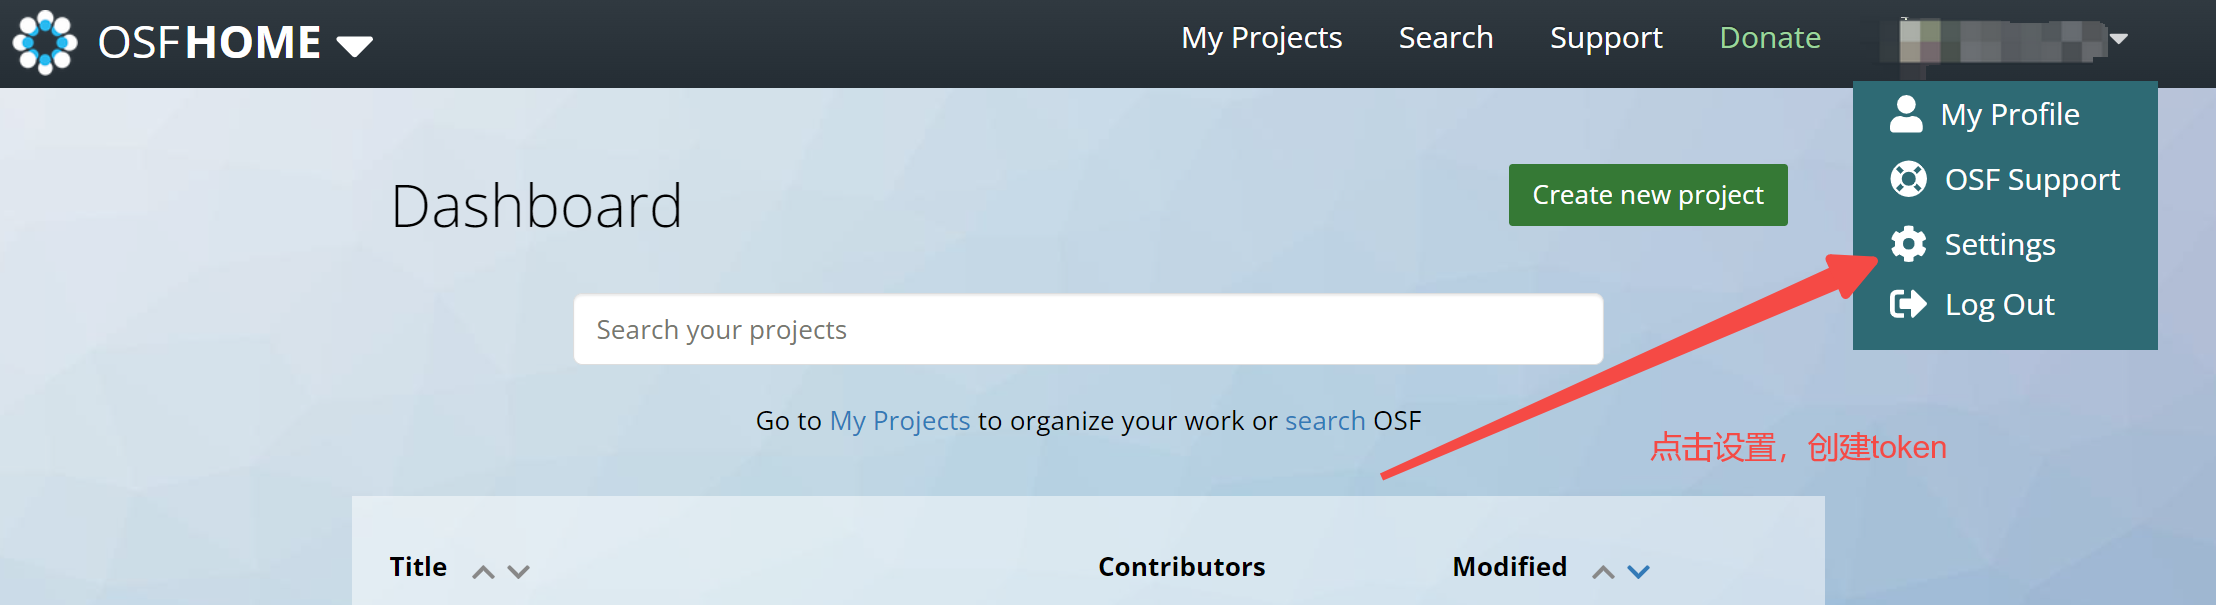 OSFHOME
My Projects
Search
Support
Donate
My Profile
OSF Support
Settings
Log Out
Dashboard
Create new project
Search your projects
Go to My Projects to organize your work or search OSF
点击设置，创建token
Title
Contributors
Modified